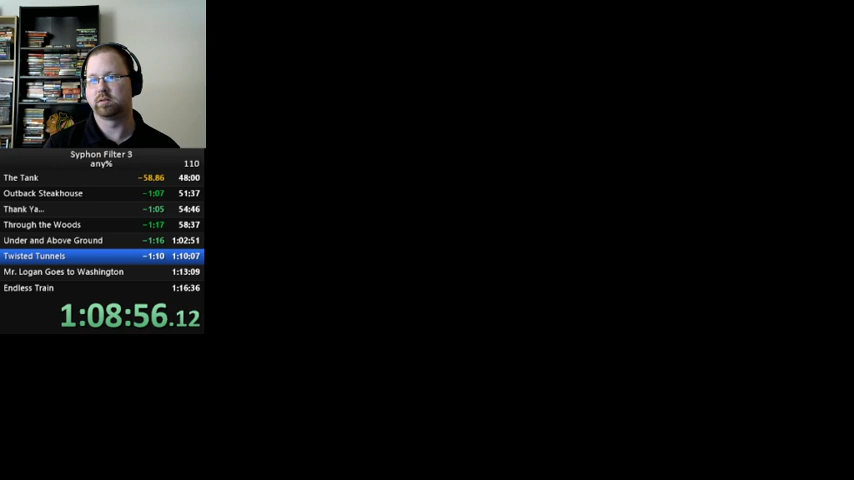 Syphon Filter 3
any% 110
The Tank -58.86 48:00
Outback Steakhouse -1:07 51:37
Thank Ya... -1:05 54:46
Through the Woods -1:17 58:37
Under and Above Ground -1:16 1:02:51
Twisted Tunnels -1:10 1:10:07
Mr. Logan Goes to Washington 1:13:09
Endless Train 1:16:36
1:08:56.12